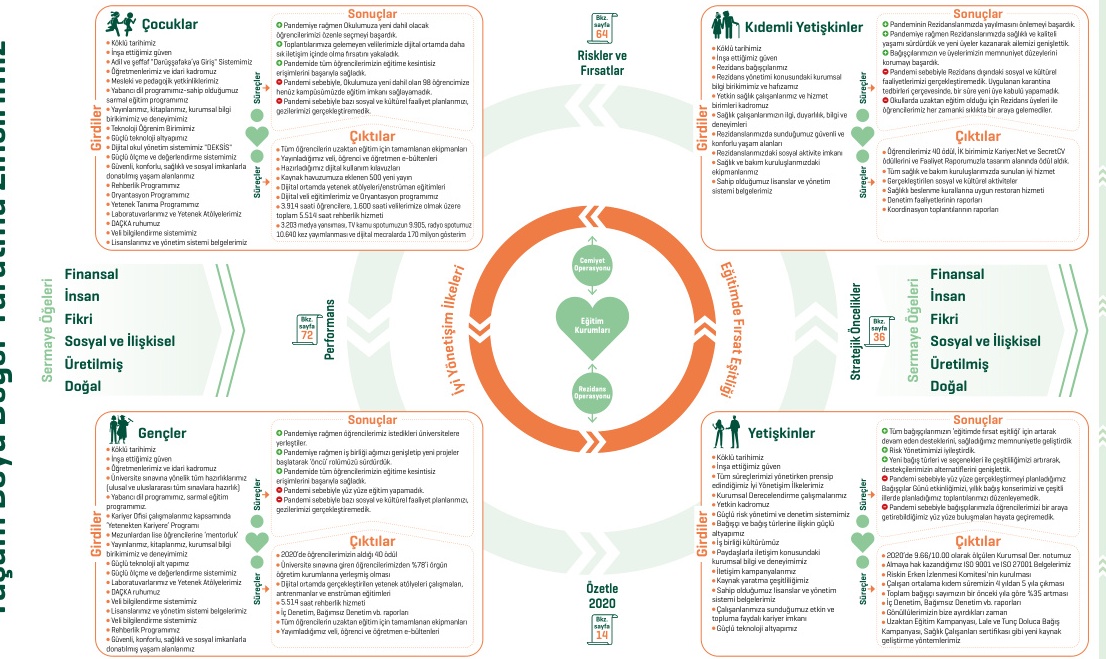 Çocuklar
Girdiler
• Köklü tarihimiz
• İnşa ettiğimiz güven
• Adil ve şeffaf "Darüşşafaka'ya Giriş" Sistemimiz
• Öğretmenlerimiz ve idari kadromuz
• Mesleki ve pedagojik yetkinliklerimiz
• Yabancı dil programımız-sahip olduğumuz
sarmal eğitim programımız
• Yayınlarımız, kitaplarımız, kurumsal bilgi
birikimimiz ve deneyimimiz
• Teknoloji Öğrenim Birimimiz
• Güçlü teknoloji altyapımız
• Dijital okul yönetim sistemimiz "DEKSİS"
• Güçlü ölçme ve değerlendirme sistemimiz
• Güvenli, konforlu, sağlıklı ve sosyal imkanlarla
donatılmış yaşam alanlarımız
• Rehberlik Programımız
• Oryantasyon Programımız
• Yetenek Tanıma Programımız
• Laboratuvarlarımız ve Yetenek Atölyelerimiz
• DAÇKA ruhumuz
• Veli bilgilendirme sistemimiz
• Lisanslarımız ve yönetim sistemi belgelerimiz
Süreçler
Süreçler
Sonuçlar
Pandemiye rağmen Okulumuza yeni dahil olacak
öğrencilerimizi özenle seçmeyi başardık.
Toplantılarımıza gelemeyen velilerimizle dijital ortamda daha
sık iletişim içinde olma fırsatını yakaladık.
Pandemide tüm öğrencilerimizin eğitime kesintisiz
erişimlerini başarıyla sağladık.
Pandemi sebebiyle, Okulumuza yeni dahil olan 98 öğrencimize
henüz kampüsümüzde eğitim imkanı sağlayamadık.
Pandemi sebebiyle bazı sosyal ve kültürel faaliyet planlarımızı,
gezilerimizi gerçekleştiremedik.
Çıktılar
• Tüm öğrencilerin uzaktan eğitim için tamamlanan ekipmanları
• Yayınladığımız veli, öğrenci ve öğretmen e-bültenleri
• Hazırladığımız dijital kullanım kılavuzları
• Kaynak havuzumuza eklenen 500 yeni yayın
• Dijital ortamda yetenek atölyeleri/enstrüman eğitimleri
• Dijital veli eğitimlerimiz ve Oryantasyon programımız
• 3.914 saati öğrencilere, 1.600 saati velilerimize olmak üzere
toplam 5.514 saat rehberlik hizmeti
• 3.203 medya yansıması, TV kamu spotumuzun 9.905, radyo spotumuz
10.640 kez yayımlanması ve dijital mecralarda 170 milyon gösterim
Bkz.
sayfa
64
Riskler ve
Fırsatlar
Kıdemli Yetişkinler
Girdiler
• Köklü tarihimiz
• İnşa ettiğimiz güven
• Rezidans bağışçılarımız
• Rezidans yönetimi konusundaki kurumsal
bilgi birikimimiz ve hafızamız
• Yetkin sağlık çalışanlarımız ve hizmet
birimleri kadromuz
• Sağlık çalışanlarımızın ilgi, duyarlılık, bilgi ve
deneyimleri
• Rezidanslarımızda sunduğumuz güvenli ve
konforlu yaşam alanları
• Rezidanslarımızdaki sosyal aktivite imkanı
• Sağlık ve bakım kuruluşlarımızdaki
ekipmanlarımız
• Sahip olduğumuz lisanslar ve yönetim
sistemi belgelerimiz
Süreçler
Süreçler
Sonuçlar
Pandeminin Rezidanslarımızda yayılmasını önlemeyi başardık.
Pandemiye rağmen Rezidanslarımızda sağlıklı ve kaliteli
yaşamı sürdürdük ve yeni üyeler kazanarak ailemizi genişlettik.
Bağışçılarımızın ve üyelerimizin memnuniyet düzeylerini
korumayı başardık.
Pandemi sebebiyle Rezidans dışındaki sosyal ve kültürel
faaliyetlerimizi gerçekleştiremedik. Uygulanan karantina
tedbirleri çerçevesinde, bir süre yeni üye kabulü yapamadık.
Okullarda uzaktan eğitim olduğu için Rezidans üyeleri ile
öğrencilerimiz her zamanki sıklıkta bir araya gelemediler.
Çıktılar
• Öğrencilerimiz 40 ödül, İK birimimiz Kariyer.Net ve SecretCV
ödüllerini ve Faaliyet Raporumuzla tasarım alanında ödül aldık.
• Tüm sağlık ve bakım kuruluşlarımızda sunulan iyi hizmet
• Gerçekleştirilen sosyal ve kültürel aktiviteler
• Sağlıklı beslenme kurallarına uygun restoran hizmeti
• Denetim faaliyetlerinin raporları
• Koordinasyon toplantılarının raporları
Sermaye Öğeleri
Finansal
İnsan
Fikri
Sosyal ve İlişkisel
Üretilmiş
Doğal
Bkz.
sayfa
72
Performans
İyi Yönetişim İlkeleri
Cemiyet
Operasyonu
Eğitim
Kurumları
Rezidans
Operasyonu
Eğitimde Fırsat Eşitliği
Stratejik Öncelikler
Bkz.
sayfa
36
Sermaye Öğeleri
Finansal
İnsan
Fikri
Sosyal ve İlişkisel
Üretilmiş
Doğal
Gençler
Girdiler
• Köklü tarihimiz
• İnşa ettiğimiz güven
• Öğretmenlerimiz ve idari kadromuz
• Üniversite sınavına yönelik tüm hazırlıklarımız
(ulusal ve uluslararası tüm sınavlara hazırlık)
• Yabancı dil programımız, sarmal eğitim
programımız.
• Kariyer Ofisi çalışmalarımız kapsamında
'Yetenekten Kariyere' Programı
• Mezunlardan lise öğrencilerine 'mentorluk'
• Yayınlarımız, kitaplarımız, kurumsal bilgi
birikimimiz ve deneyimimiz
• Güçlü teknoloji alt yapımız
• Güçlü ölçme ve değerlendirme sistemimiz
• Laboratuvarlarımız ve Yetenek Atölyelerimiz
• DAÇKA ruhumuz
• Veli bilgilendirme sistemimiz
• Lisanslarımız ve yönetim sistemi belgelerimiz
• Veli bilgilendirme sistemimiz
• Rehberlik Programımız
• Güvenli, konforlu, sağlıklı ve sosyal imkanlarla
donatılmış yaşam alanlarımız
Süreçler
Süreçler
Sonuçlar
Pandemiye rağmen öğrencilerimiz istedikleri üniversitelere
yerleştiler.
Pandemiye rağmen iş birliği ağımızı genişletip yeni projeler
başlatarak 'öncü' rolümüzü sürdürdük.
Pandemide tüm öğrencilerimizin eğitime kesintisiz
erişimlerini başarıyla sağladık.
Pandemi sebebiyle yüz yüze eğitim yapamadık.
Pandemi sebebiyle bazı sosyal ve kültürel faaliyet planlarımızı,
gezilerimizi gerçekleştiremedik.
Çıktılar
• 2020'de öğrencilerimizin aldığı 40 ödül
• Üniversite sınavına giren öğrencilerimizden %78'i örgün
öğretim kurumlarına yerleşmiş olması
• Dijital ortamda gerçekleştirilen yetenek atölyeleri çalışmaları,
antrenmanlar ve enstrüman eğitimleri
• 5.514 saat rehberlik hizmeti
• İç Denetim, Bağımsız Denetim vb. raporları
• Tüm öğrencilerin uzaktan eğitim için tamamlanan ekipmanları
• Yayımladığımız veli, öğrenci ve öğretmen e-bültenleri
Özetle
2020
Bkz.
sayfa
14
Yetişkinler
Girdiler
• Köklü tarihimiz
• İnşa ettiğimiz güven
• Tüm süreçlerimizi yönetirken prensip
edindiğimiz İyi Yönetişim İlkelerimiz
• Kurumsal Derecelendirme çalışmalarımız
• Yetkin kadromuz
• Güçlü risk yönetimi ve denetim sistemimiz
• Bağışçı ve bağış türlerine ilişkin güçlü
altyapımız
• İş birliği kültürümüz
• Paydaşlarla iletişim konusundaki
kurumsal bilgi ve deneyimimiz
• İletişim kampanyalarımız
• Kaynak yaratma çeşitliliğimiz
• Sahip olduğumuz lisanslar ve yönetim
sistemi belgelerimiz
• Çalışanlarımıza sunduğumuz etkin ve
topluma faydalı kariyer imkanı
• Güçlü teknoloji altyapımız
Süreçler
Süreçler
Sonuçlar
Tüm bağışçılarımızın 'eğitimde fırsat eşitliği' için artarak
devam eden desteklerini, sağladığımız memnuniyetle geliştirdik
Risk Yönetimimizi iyileştirdik.
Yeni bağış türleri ve seçenekleri ile çeşitliliğimizi artırarak,
destekçilerimizin alternatiflerini genişlettik.
Pandemi sebebiyle yüz yüze gerçekleştirmeyi planladığımız
Bağışçılar Günü etkinliğimizi, yıllık bağış konserimizi ve çeşitli
illerde planladığımız toplantılarımızı düzenleyemedik.
Pandemi sebebiyle bağışçılarımızla öğrencilerimizi bir araya
getirebildiğimiz yüz yüze buluşmaları hayata geçiremedik.
Çıktılar
• 2020'de 9.66/10.00 olarak ölçülen Kurumsal Der. notumuz
• Almaya hak kazandığımız ISO 9001 ve ISO 27001 Belgelerimiz
• Riskin Erken İzlenmesi Komitesi'nin kurulması
• Çalışan ortalama kıdem süremizin 4 yıldan 5 yıla çıkması
• Toplam bağışçı sayımızın bir önceki yıla göre %35 artması
• İç Denetim, Bağımsız Denetim vb. raporları
• Gönüllülerimizin bize ayırdıkları zaman
• Uzaktan Eğitim Kampanyası, Lale ve Tunç Doluca Bağış
Kampanyası, Sağlık Çalışanları sertifikası gibi yeni kaynak
geliştirme yöntemlerimiz